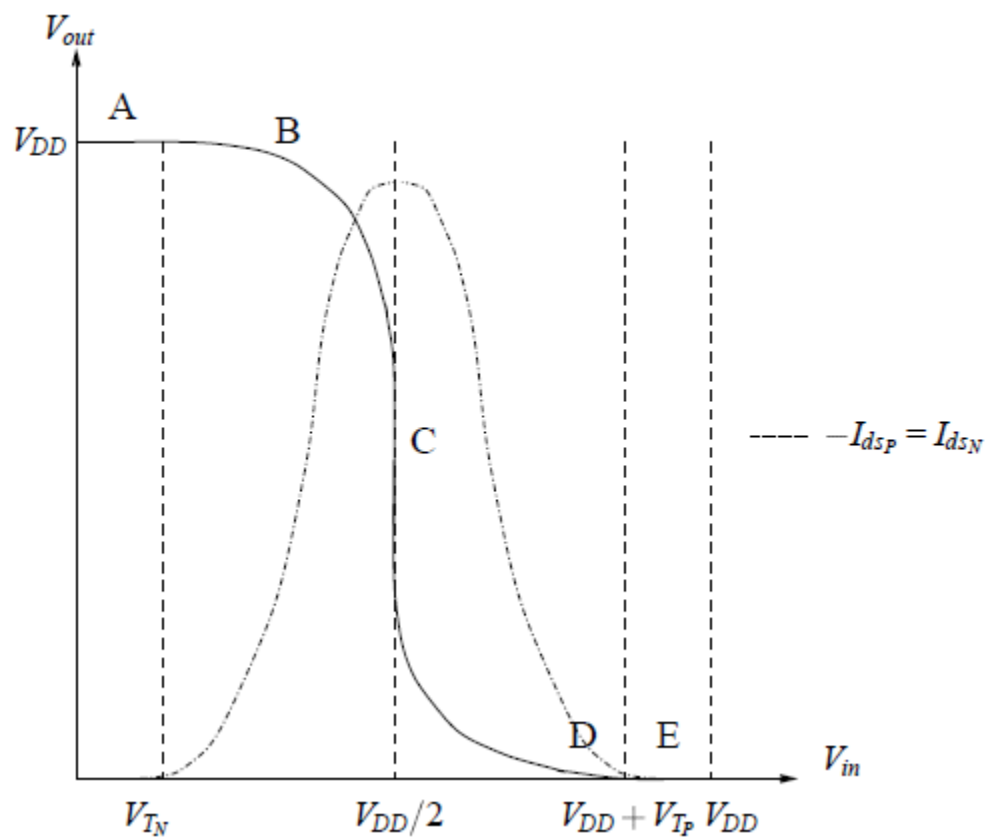 V_out
A
B
V_DD
C
---- −I_dsP = I_dsN
D E
V_in
V_TN V_DD/2 V_DD + V_TP V_DD